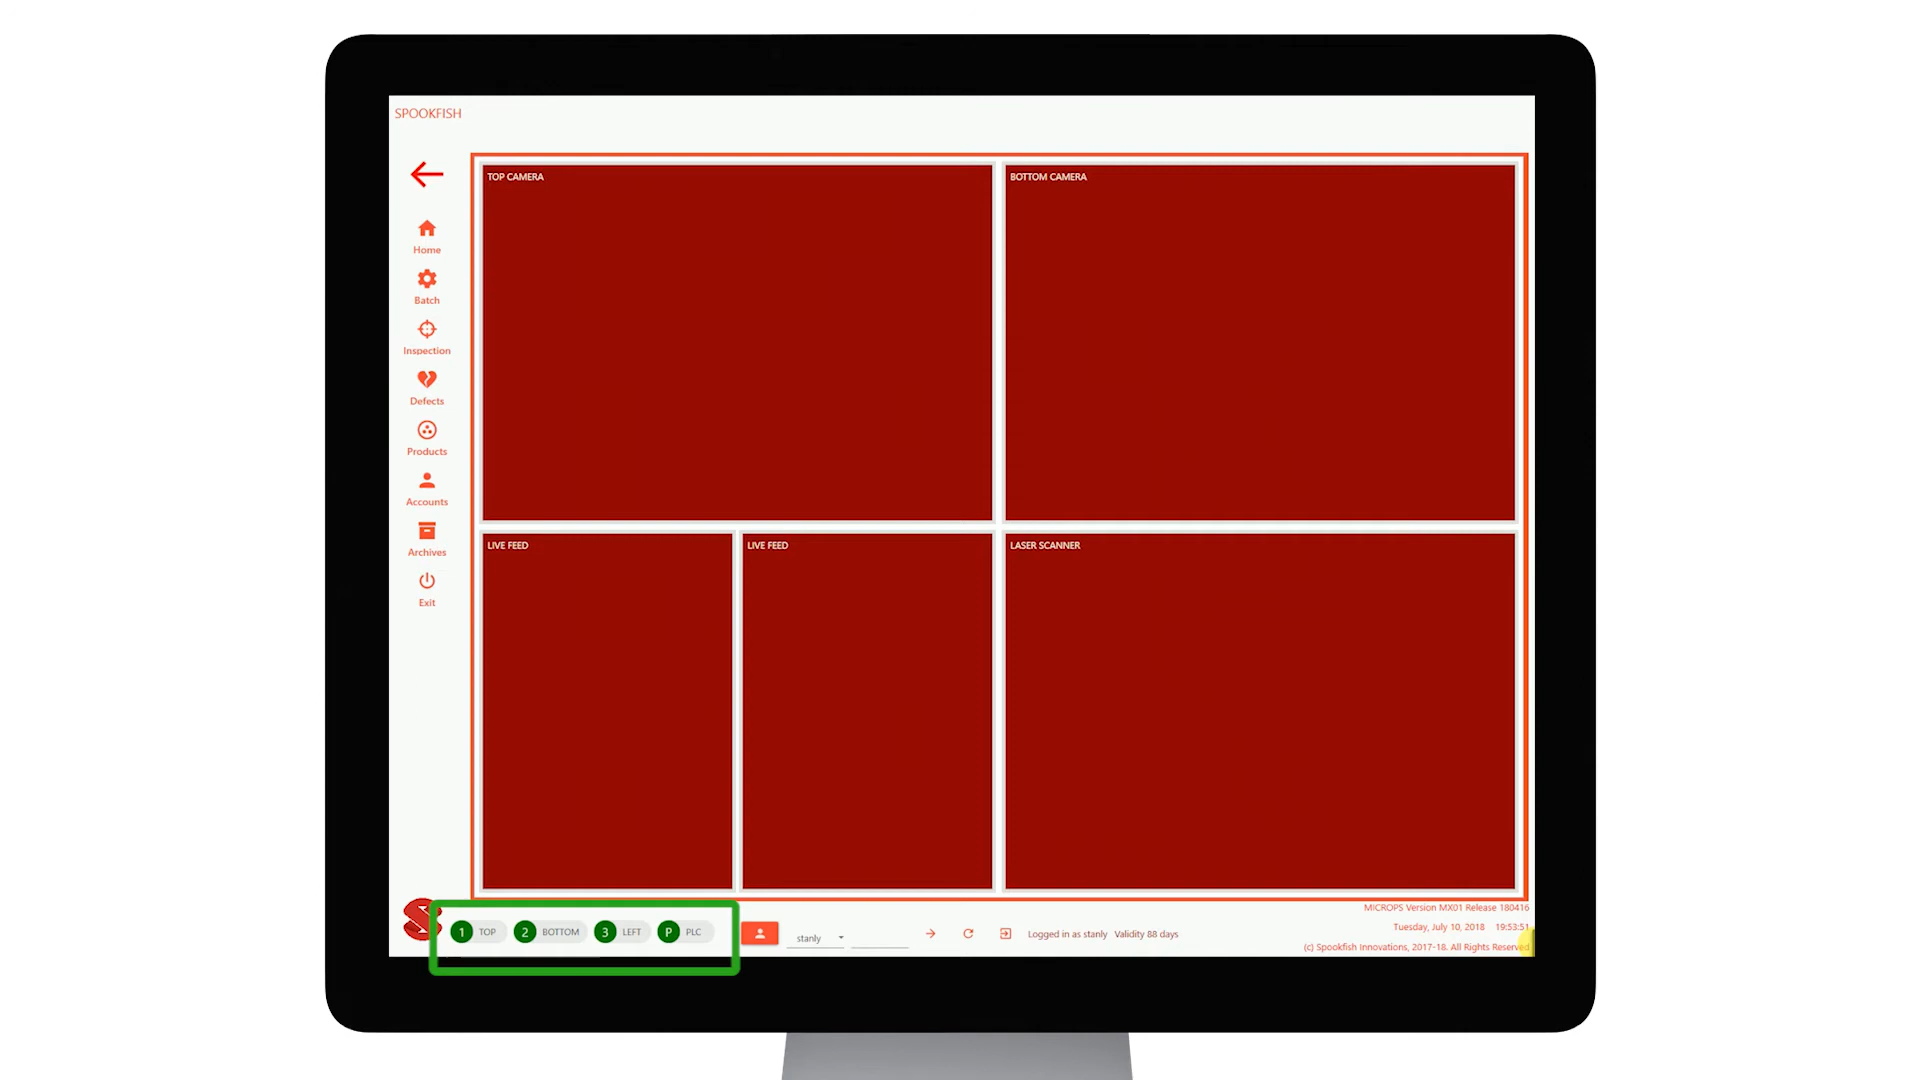 SPOOKFISH
Home
Batch
Inspection
Defects
Products
Accounts
Archives
Exit
TOP CAMERA
BOTTOM CAMERA
LIVE FEED
LIVE FEED
LASER SCANNER
1 TOP 2 BOTTOM 3 LEFT P PLC
stanly
Logged in as stanly Validity 88 days
MICROPS Version MX01 Release 180416
Tuesday, July 10, 2018 19:53:51
(c) Spookfish Innovations, 2017-18. All Rights Reserved